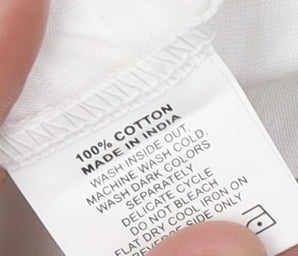 100% COTTON
MADE IN INDIA
WASH INSIDE OUT,
MACHINE WASH COLD.
WASH DARK COLORS
SEPARATELY
DELICATE CYCLE
DO NOT BLEACH
FLAT DRY COOL IRON ON
REVERSE SIDE ONLY